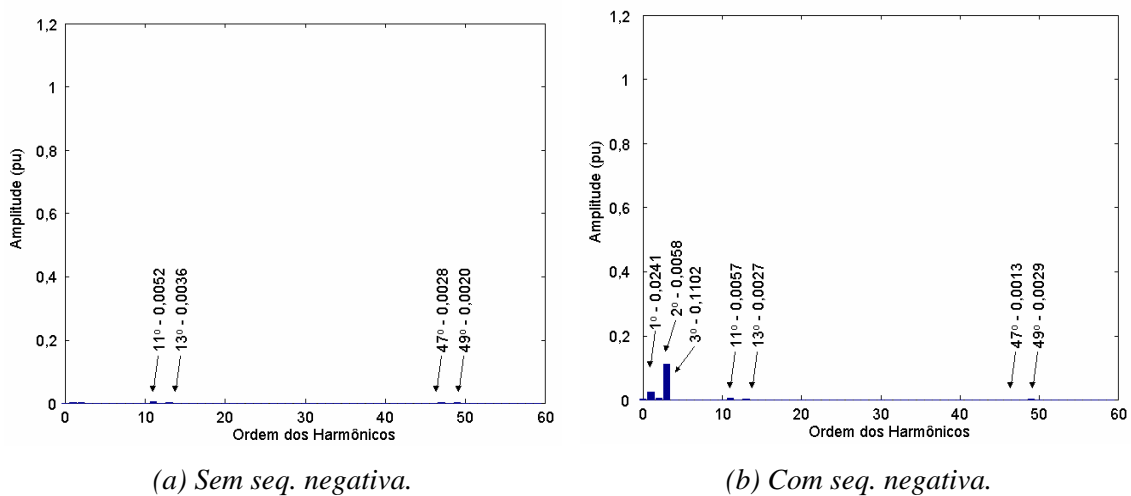 1,2
1
0,8
0,6
0,4
0,2
0
Amplitude (pu)
11º - 0,0052
13º - 0,0036
47º - 0,0028
49º - 0,0020
0 10 20 30 40 50 60
Ordem dos Harmônicos
(a) Sem seq. negativa.
1,2
1
0,8
0,6
0,4
0,2
0
Amplitude (pu)
1º - 0,0241
2º - 0,0058
3º - 0,1102
11º - 0,0057
13º - 0,0027
47º - 0,0013
49º - 0,0029
0 10 20 30 40 50 60
Ordem dos Harmônicos
(b) Com seq. negativa.